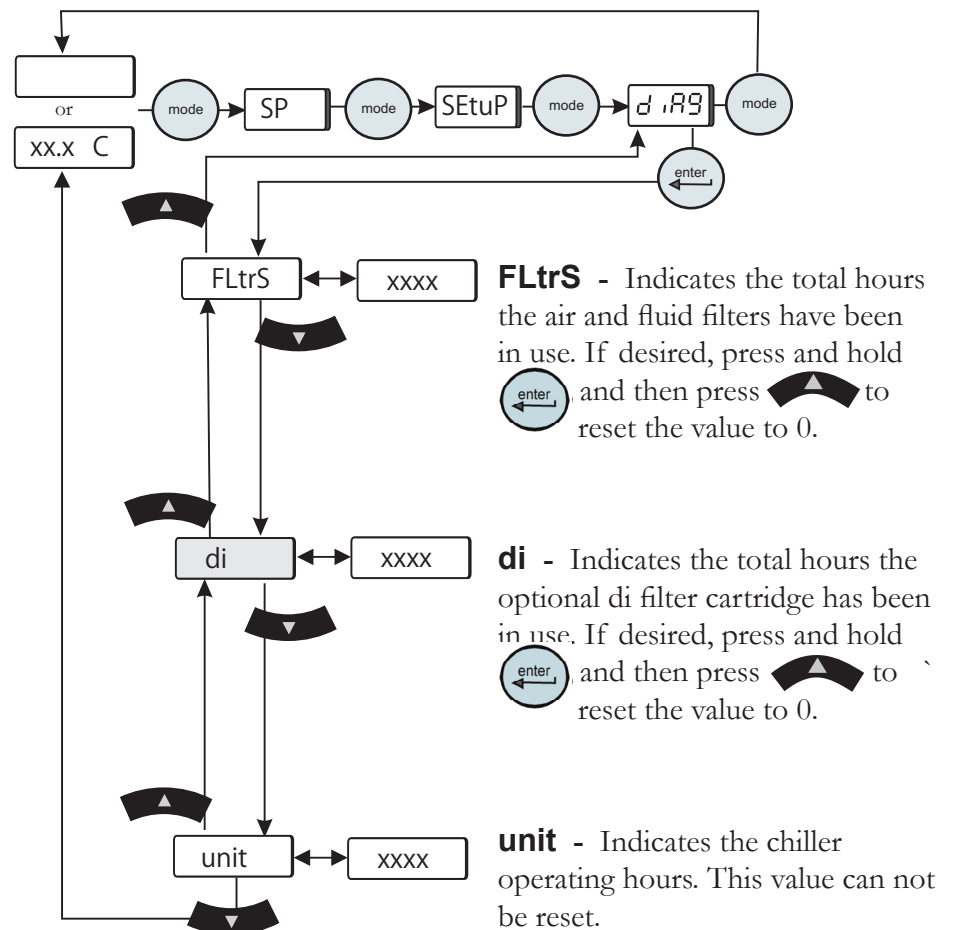 or
xx.x C
mode
SP
mode
SEtuP
mode
diAg
mode
enter
FLtrS
xxxx
FLtrS - Indicates the total hours
the air and fluid filters have been
in use. If desired, press and hold
enter
, and then press to
reset the value to 0.
di
xxxx
di - Indicates the total hours the
optional di filter cartridge has been
in use. If desired, press and hold
enter
, and then press to `
reset the value to 0.
unit
xxxx
unit - Indicates the chiller
operating hours. This value can not
be reset.